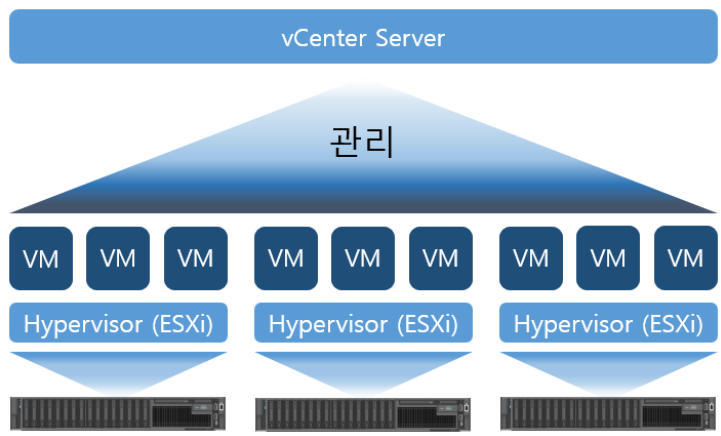 vCenter Server
관리
VM VM VM VM VM VM VM VM VM
Hypervisor (ESXi) Hypervisor (ESXi) Hypervisor (ESXi)